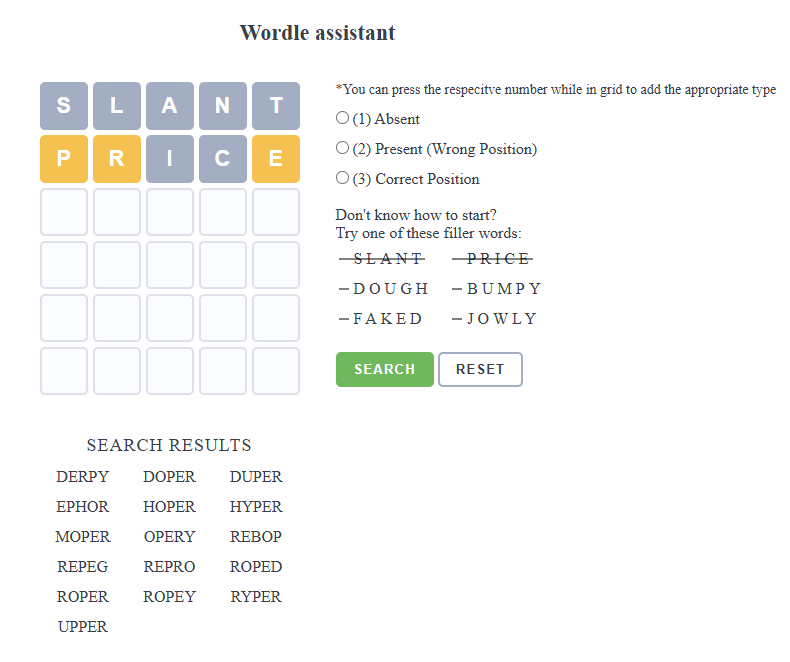 Wordle assistant
S L A N T
P R I C E
*You can press the respecitve number while in grid to add the appropriate type
(1) Absent
(2) Present (Wrong Position)
(3) Correct Position
Don't know how to start?
Try one of these filler words:
SLANT PRICE
DOUGH BUMPY
FAKED JOWLY
SEARCH RESET
SEARCH RESULTS
DERPY DOPER DUPER
EPHOR HOPER HYPER
MOPER OPERY REBOP
REPEG REPRO ROPED
ROPER ROPEY RYPER
UPPER